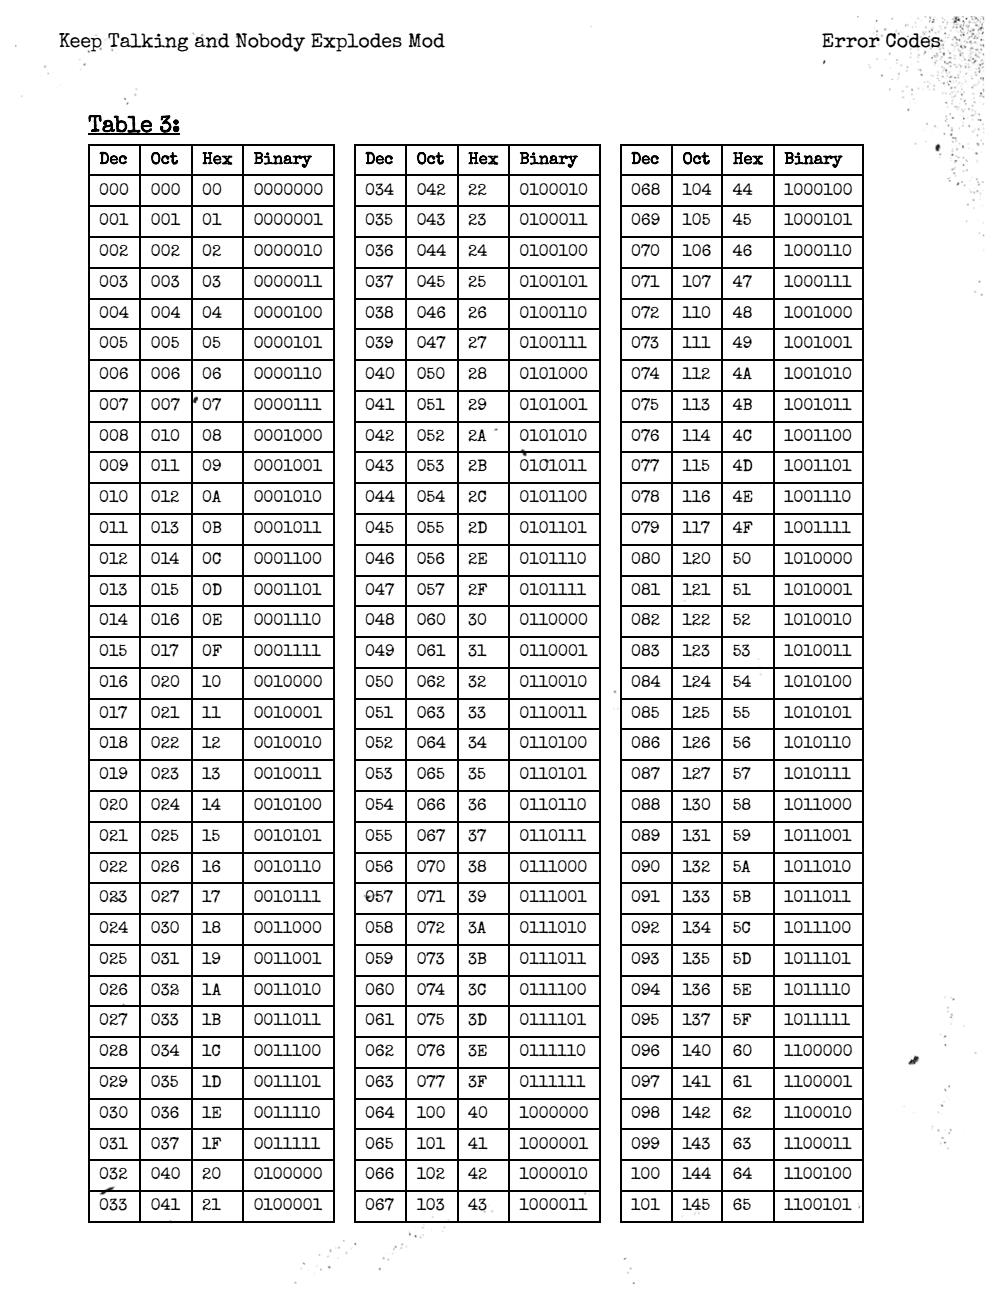 Keep Talking and Nobody Explodes Mod Error Codes
Table 3:
Dec Oct Hex Binary Dec Oct Hex Binary Dec Oct Hex Binary
000 000 00 0000000 034 042 22 0100010 068 104 44 1000100
001 001 01 0000001 035 043 23 0100011 069 105 45 1000101
002 002 02 0000010 036 044 24 0100100 070 106 46 1000110
003 003 03 0000011 037 045 25 0100101 071 107 47 1000111
004 004 04 0000100 038 046 26 0100110 072 110 48 1001000
005 005 05 0000101 039 047 27 0100111 073 111 49 1001001
006 006 06 0000110 040 050 28 0101000 074 112 4A 1001010
007 007 07 0000111 041 051 29 0101001 075 113 4B 1001011
008 010 08 0001000 042 052 2A 0101010 076 114 4C 1001100
009 011 09 0001001 043 053 2B 0101011 077 115 4D 1001101
010 012 0A 0001010 044 054 2C 0101100 078 116 4E 1001110
011 013 0B 0001011 045 055 2D 0101101 079 117 4F 1001111
012 014 0C 0001100 046 056 2E 0101110 080 120 50 1010000
013 015 0D 0001101 047 057 2F 0101111 081 121 51 1010001
014 016 0E 0001110 048 060 30 0110000 082 122 52 1010010
015 017 0F 0001111 049 061 31 0110001 083 123 53 1010011
016 020 10 0010000 050 062 32 0110010 084 124 54 1010100
017 021 11 0010001 051 063 33 0110011 085 125 55 1010101
018 022 12 0010010 052 064 34 0110100 086 126 56 1010110
019 023 13 0010011 053 065 35 0110101 087 127 57 1010111
020 024 14 0010100 054 066 36 0110110 088 130 58 1011000
021 025 15 0010101 055 067 37 0110111 089 131 59 1011001
022 026 16 0010110 056 070 38 0111000 090 132 5A 1011010
023 027 17 0010111 057 071 39 0111001 091 133 5B 1011011
024 030 18 0011000 058 072 3A 0111010 092 134 5C 1011100
025 031 19 0011001 059 073 3B 0111011 093 135 5D 1011101
026 032 1A 0011010 060 074 3C 0111100 094 136 5E 1011110
027 033 1B 0011011 061 075 3D 0111101 095 137 5F 1011111
028 034 1C 0011100 062 076 3E 0111110 096 140 60 1100000
029 035 1D 0011101 063 077 3F 0111111 097 141 61 1100001
030 036 1E 0011110 064 100 40 1000000 098 142 62 1100010
031 037 1F 0011111 065 101 41 1000001 099 143 63 1100011
032 040 20 0100000 066 102 42 1000010 100 144 64 1100100
033 041 21 0100001 067 103 43 1000011 101 145 65 1100101